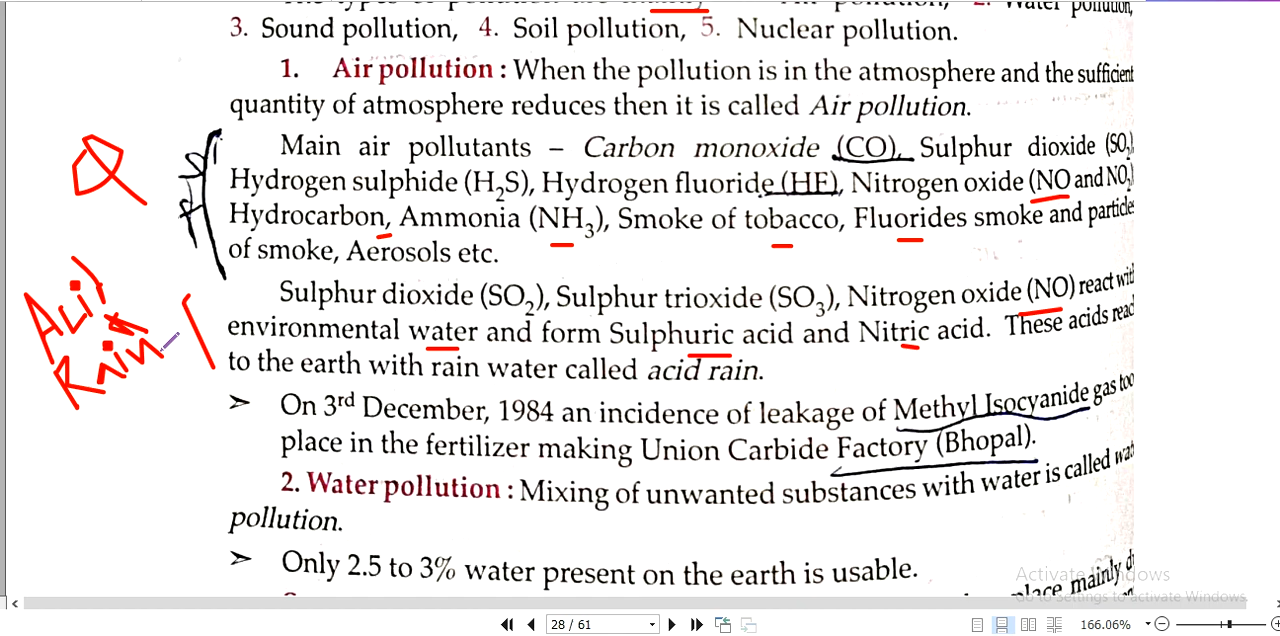 Water pollution,
3. Sound pollution, 4. Soil pollution, 5. Nuclear pollution.
1. Air pollution : When the pollution is in the atmosphere and the sufficient
quantity of atmosphere reduces then it is called Air pollution.
Main air pollutants – Carbon monoxide (CO), Sulphur dioxide (SO₂),
Hydrogen sulphide (H₂S), Hydrogen fluoride (HF), Nitrogen oxide (NO and NO₂)
Hydrocarbon, Ammonia (NH₃), Smoke of tobacco, Fluorides smoke and particles
of smoke, Aerosols etc.
Sulphur dioxide (SO₂), Sulphur trioxide (SO₃), Nitrogen oxide (NO) react with
environmental water and form Sulphuric acid and Nitric acid. These acids
to the earth with rain water called acid rain.
➢ On 3rd December, 1984 an incidence of leakage of Methyl Isocyanide gas
place in the fertilizer making Union Carbide Factory (Bhopal).
2. Water pollution : Mixing of unwanted substances with water is called
pollution.
➢ Only 2.5 to 3% water present on the earth is usable.
place mainly
Acid
Rain
Activate Windows
Go to Settings to activate Windows.
28 / 61
166.06%